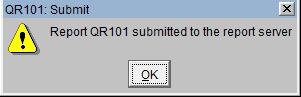 QR101: Submit
Report QR101 submitted to the report server
OK